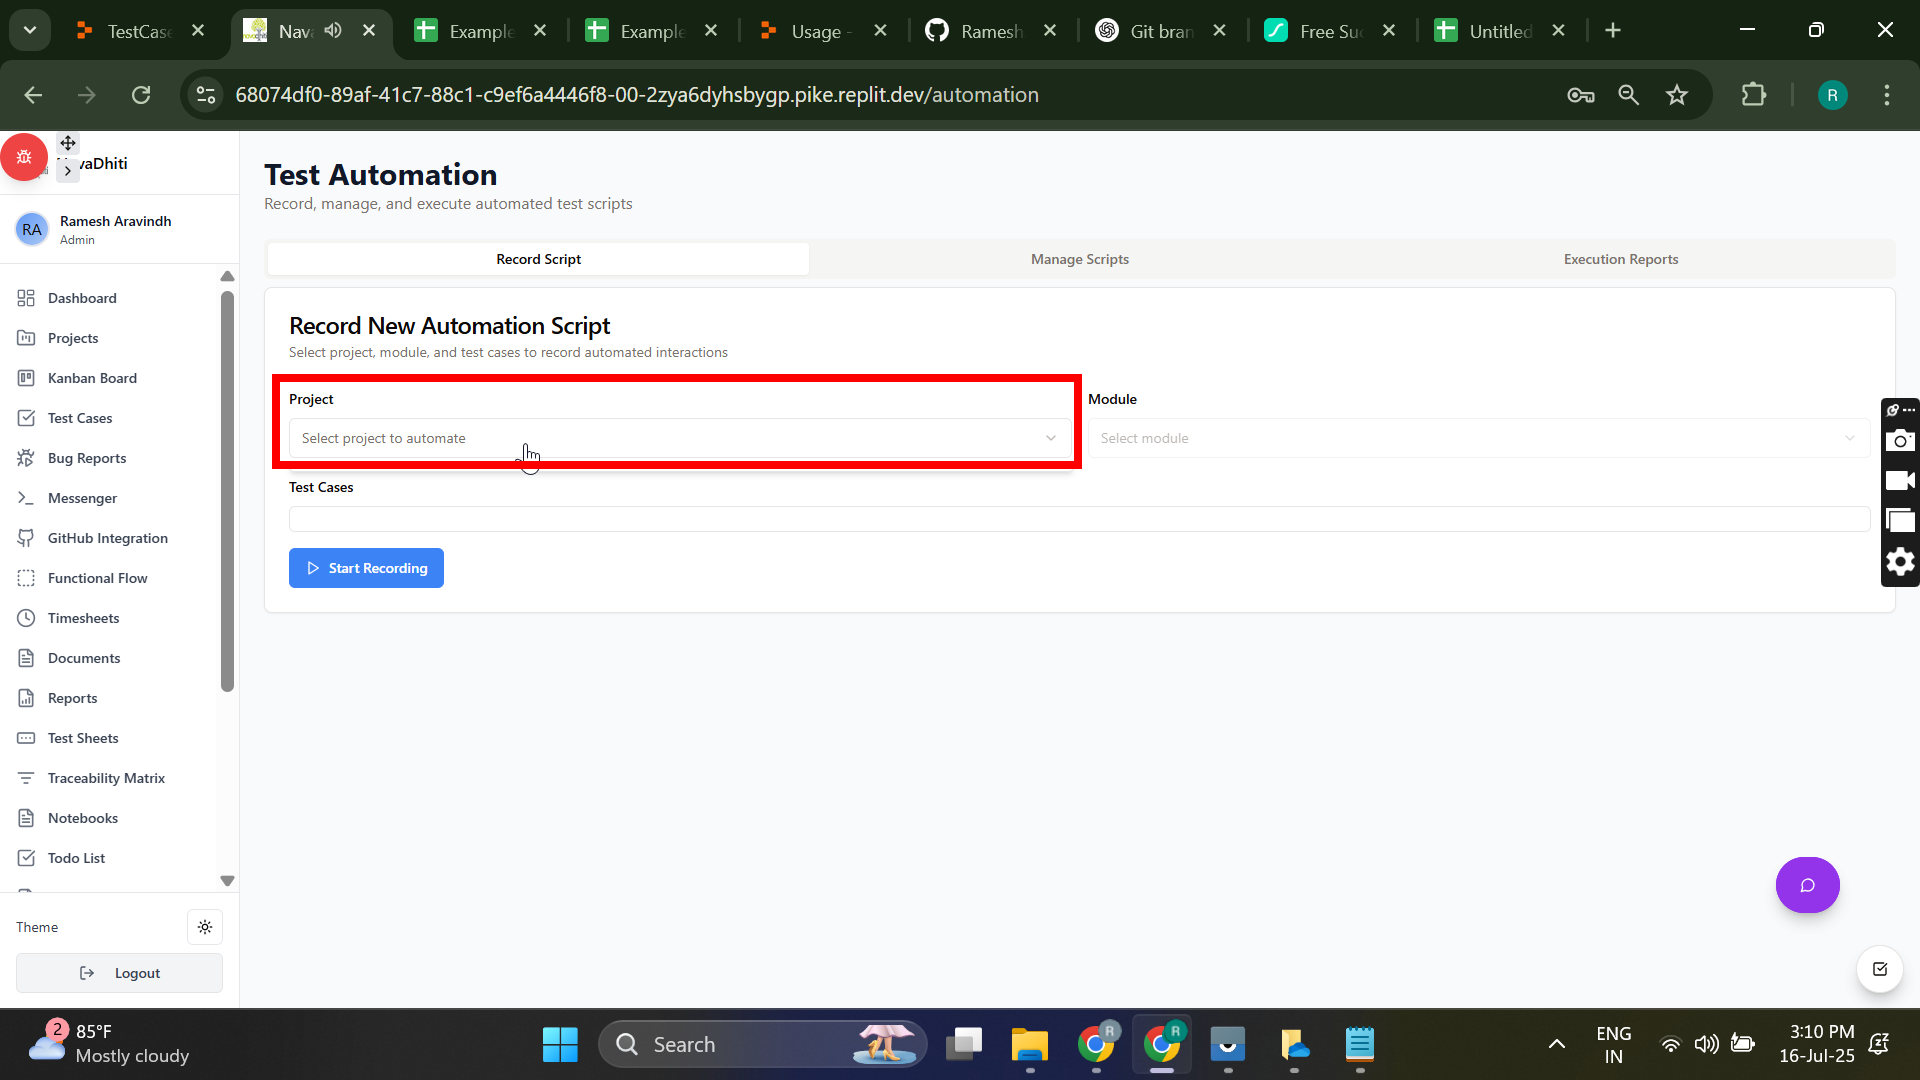 TestCase
Nav
Example
Example
Usage -
Ramesh
Git bran
Free Suc
Untitled
68074df0-89af-41c7-88c1-c9ef6a4446f8-00-2zya6dyhsbygp.pike.replit.dev/automation
R
vaDhiti
RA
Ramesh Aravindh
Admin
Dashboard
Projects
Kanban Board
Test Cases
Bug Reports
Messenger
GitHub Integration
Functional Flow
Timesheets
Documents
Reports
Test Sheets
Traceability Matrix
Notebooks
Todo List
Theme
Logout
Test Automation
Record, manage, and execute automated test scripts
Record Script
Manage Scripts
Execution Reports
Record New Automation Script
Select project, module, and test cases to record automated interactions
Project
Module
Select project to automate
Select module
Test Cases
Start Recording
2
85°F
Mostly cloudy
Search
R
R
ENG
IN
3:10 PM
16-Jul-25